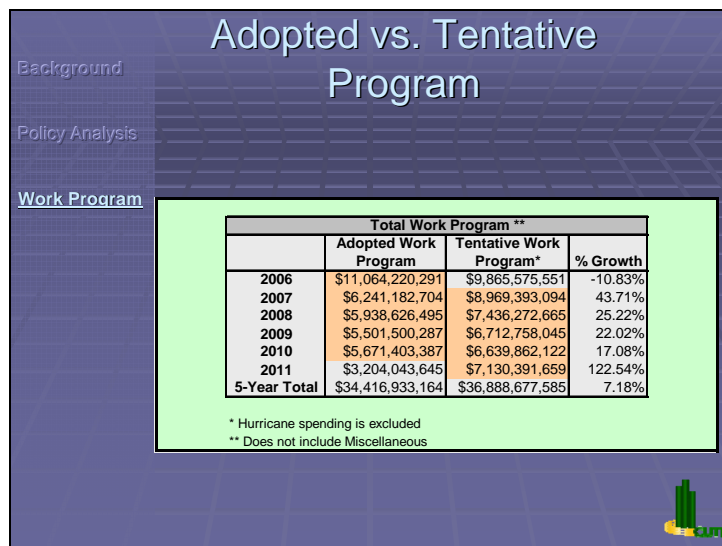 Adopted vs. Tentative
Program
Background
Policy Analysis
Work Program
Total Work Program **
Adopted Work Program Tentative Work Program* % Growth
2006 $11,064,220,291 $9,865,575,551 -10.83%
2007 $6,241,182,704 $8,969,393,094 43.71%
2008 $5,938,626,495 $7,436,272,665 25.22%
2009 $5,501,500,287 $6,712,758,045 22.02%
2010 $5,671,403,387 $6,639,862,122 17.08%
2011 $3,204,043,645 $7,130,391,659 122.54%
5-Year Total $34,416,933,164 $36,888,677,585 7.18%
* Hurricane spending is excluded
** Does not include Miscellaneous